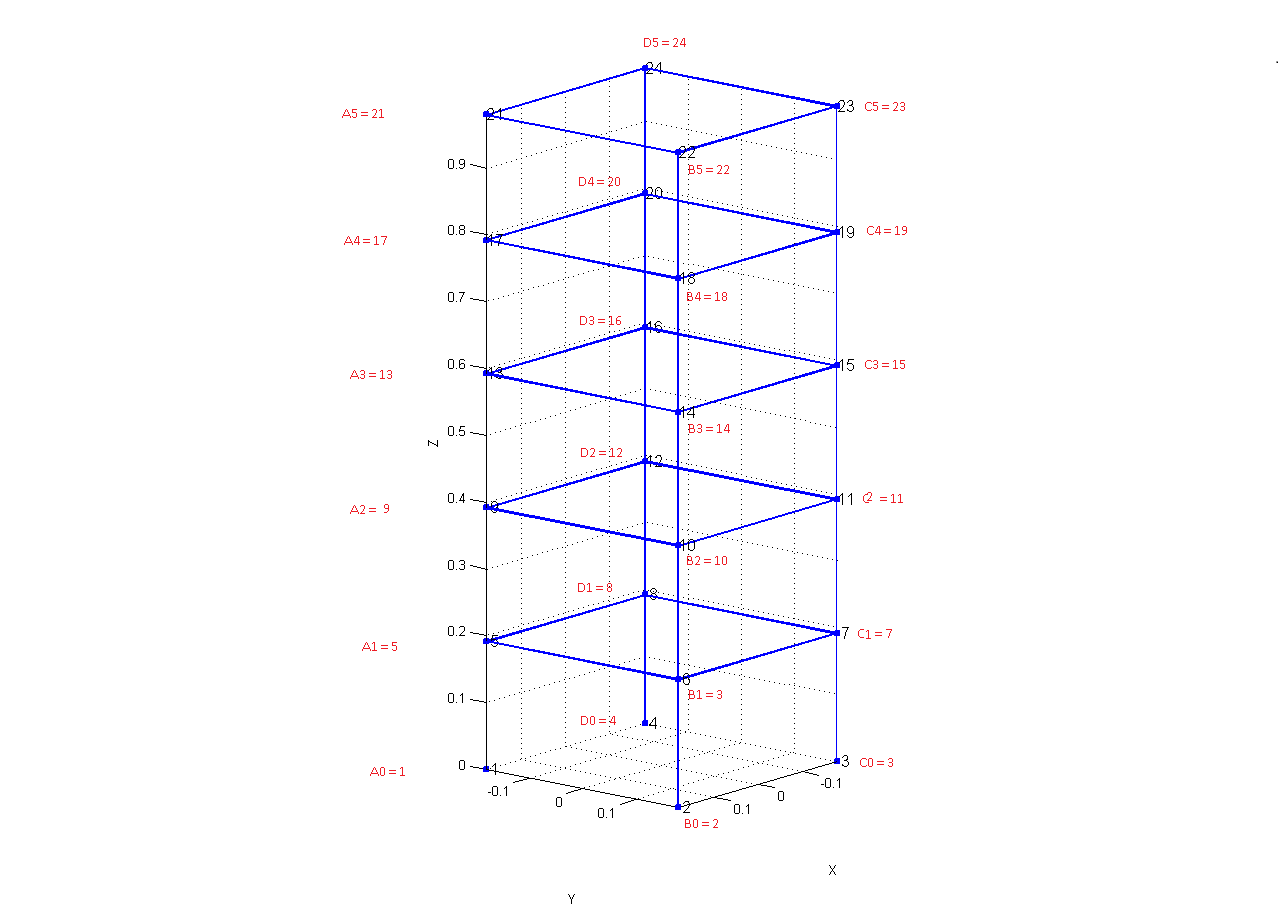 D5=24
24
A5=21
21
23 C5=23
22
B5=22
0.9
D4=20
20
0.8
A4=17
17
19 C4=19
18
B4=18
0.7
D3=16
16
0.6
A3=13
13
15 C3=15
14
B3=14
0.5
Z
D2=12
12
0.4
A2= 9
9
11 C2 =11
10
B2=10
0.3
D1=8
8
0.2
A1=5
5
7 C1=7
6
B1=3
0.1
D0=4
4
0
A0=1
1
3 C0=3
-0.1
0
0.1
2
0.1
0
-0.1
B0=2
X
Y